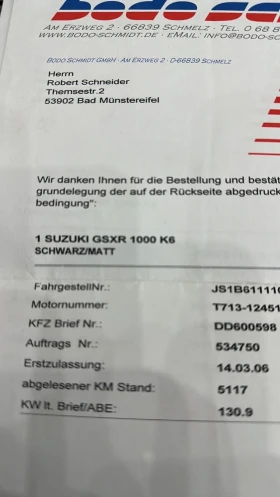 AM ERZWEG 2 · 66839 SCHMELZ · TEL. 0 68 8
WWW.BODO-SCHMIDT.DE · EMAIL: INFO@BODO-SC
BODO SCHMIDT GMBH · AM ERZWEG 2 · D-66839 SCHMELZ
Herrn
Robert Schneider
Themsestr.2
53902 Bad Münstereifel
Wir danken Ihnen für die Bestellung und bestät
grundelegung der auf der Rückseite abgedruck
bedingung":
1 SUZUKI GSXR 1000 K6
SCHWARZ/MATT
FahrgestellNr.: JS1B611110
Motornummer: T713-12451
KFZ Brief Nr.: DD600598
Auftrags Nr.: 534750
Erstzulassung: 14.03.06
abgelesener KM Stand: 5117
KW lt. Brief/ABE: 130.9